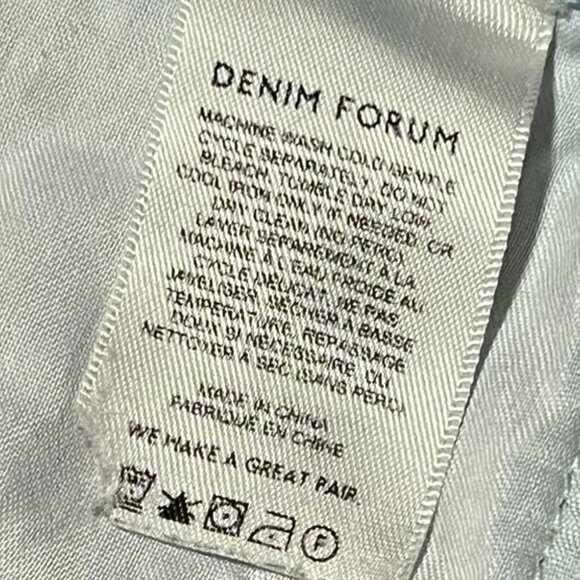 DENIM FORUM
MACHINE WASH COLD/GENTLE
CYCLE SEPARATELY. DO NOT
BLEACH. TUMBLE DRY LOW.
COOL IRON ONLY IF NEEDED. OR
DRY CLEAN (NO PERC).
LAVER SEPAREMENT A LA
MACHINE A L'EAU FROIDE AU
CYCLE DELICAT. NE PAS
JAVELISER. SECHER A BASSE
TEMPERATURE. REPASSAGE
DOUX SI NECESSAIRE. OU
NETTOYER A SEC (SANS PERC).
MADE IN CHINA
FABRIQUE EN CHINE
WE MAKE A GREAT PAIR.
F